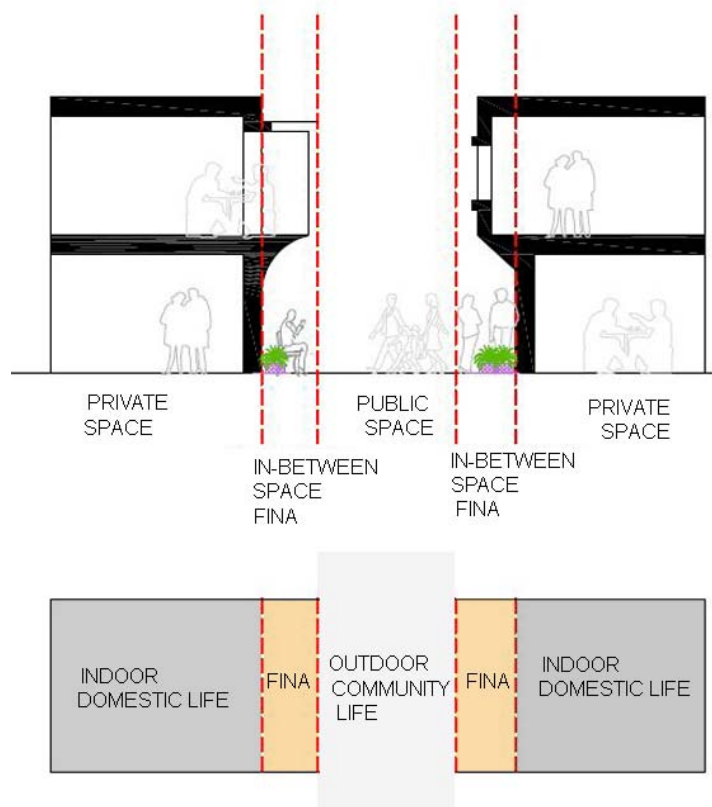 PRIVATE
SPACE
PUBLIC
SPACE
PRIVATE
SPACE
IN-BETWEEN
SPACE
FINA
IN-BETWEEN
SPACE
FINA
INDOOR
DOMESTIC LIFE
FINA
OUTDOOR
COMMUNITY
LIFE
FINA
INDOOR
DOMESTIC LIFE